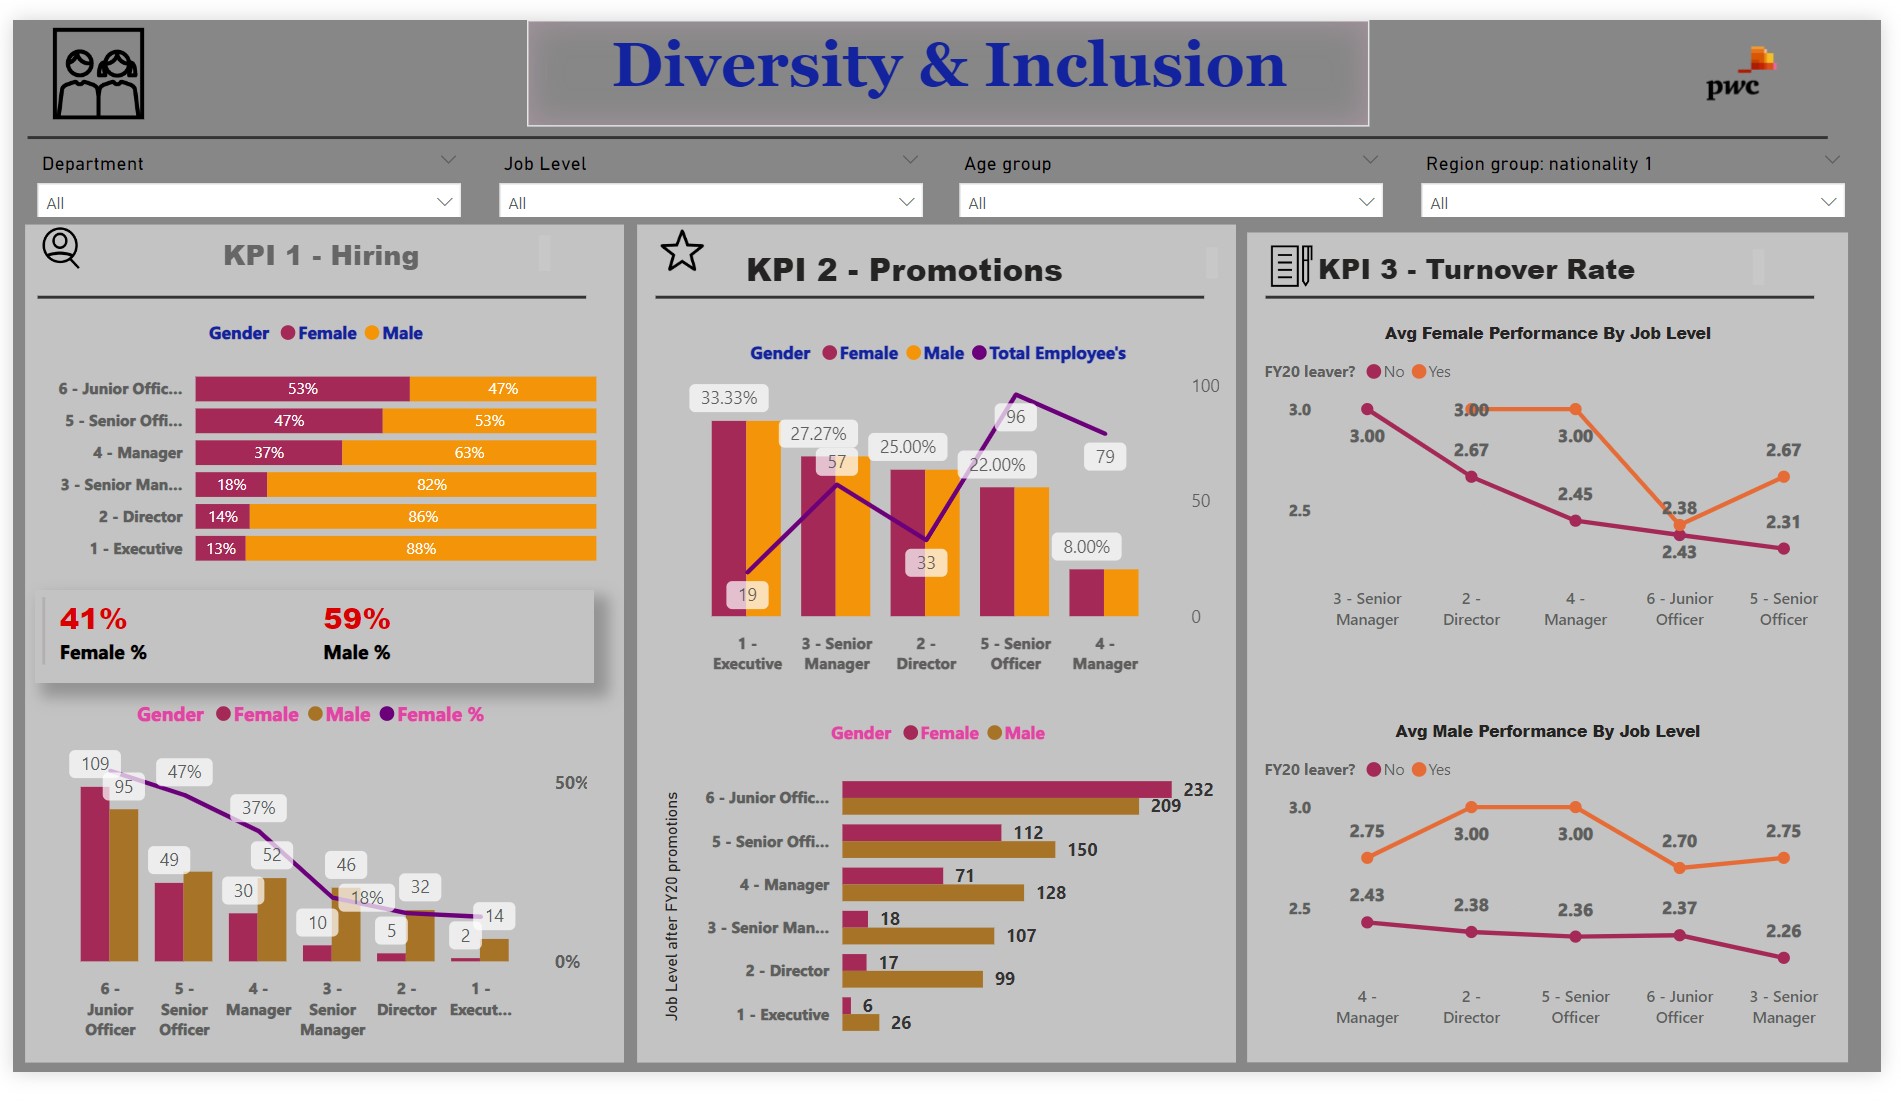 Diversity & Inclusion
pwc
Department
Job Level
Age group
Region group: nationality 1
All
All
All
All
KPI 1 - Hiring
Gender Female Male
6 - Junior Offic... 53% 47%
5 - Senior Offi... 47% 53%
4 - Manager 37% 63%
3 - Senior Man... 18% 82%
2 - Director 14% 86%
1 - Executive 13% 88%
41% 59%
Female % Male %
Gender Female Male Female %
109
95
47%
50%
37%
49
52
46
30
18%
32
10
5
14
2
0%
6 -
Junior
Officer
5 -
Senior
Officer
4 -
Manager
3 -
Senior
Manager
2 -
Director
1 -
Execut...
KPI 2 - Promotions
Gender Female Male Total Employee's
100
33.33%
96
27.27%
25.00%
57
22.00%
79
50
8.00%
33
19
0
1 -
Executive
3 - Senior
Manager
2 -
Director
5 - Senior
Officer
4 -
Manager
Gender Female Male
Job Level after FY20 promotions
6 - Junior Offic... 232
209
5 - Senior Offi... 112
150
4 - Manager 71
128
3 - Senior Man... 18
107
2 - Director 17
99
1 - Executive 6
26
KPI 3 - Turnover Rate
Avg Female Performance By Job Level
FY20 leaver? No Yes
3.0
3.00
3.00
3.00
2.67
2.67
2.45
2.5
2.38
2.31
2.43
3 - Senior
Manager
2 -
Director
4 -
Manager
6 - Junior
Officer
5 - Senior
Officer
Avg Male Performance By Job Level
FY20 leaver? No Yes
3.0
2.75
3.00
3.00
2.70
2.75
2.5
2.43
2.38
2.36
2.37
2.26
4 -
Manager
2 -
Director
5 - Senior
Officer
6 - Junior
Officer
3 - Senior
Manager